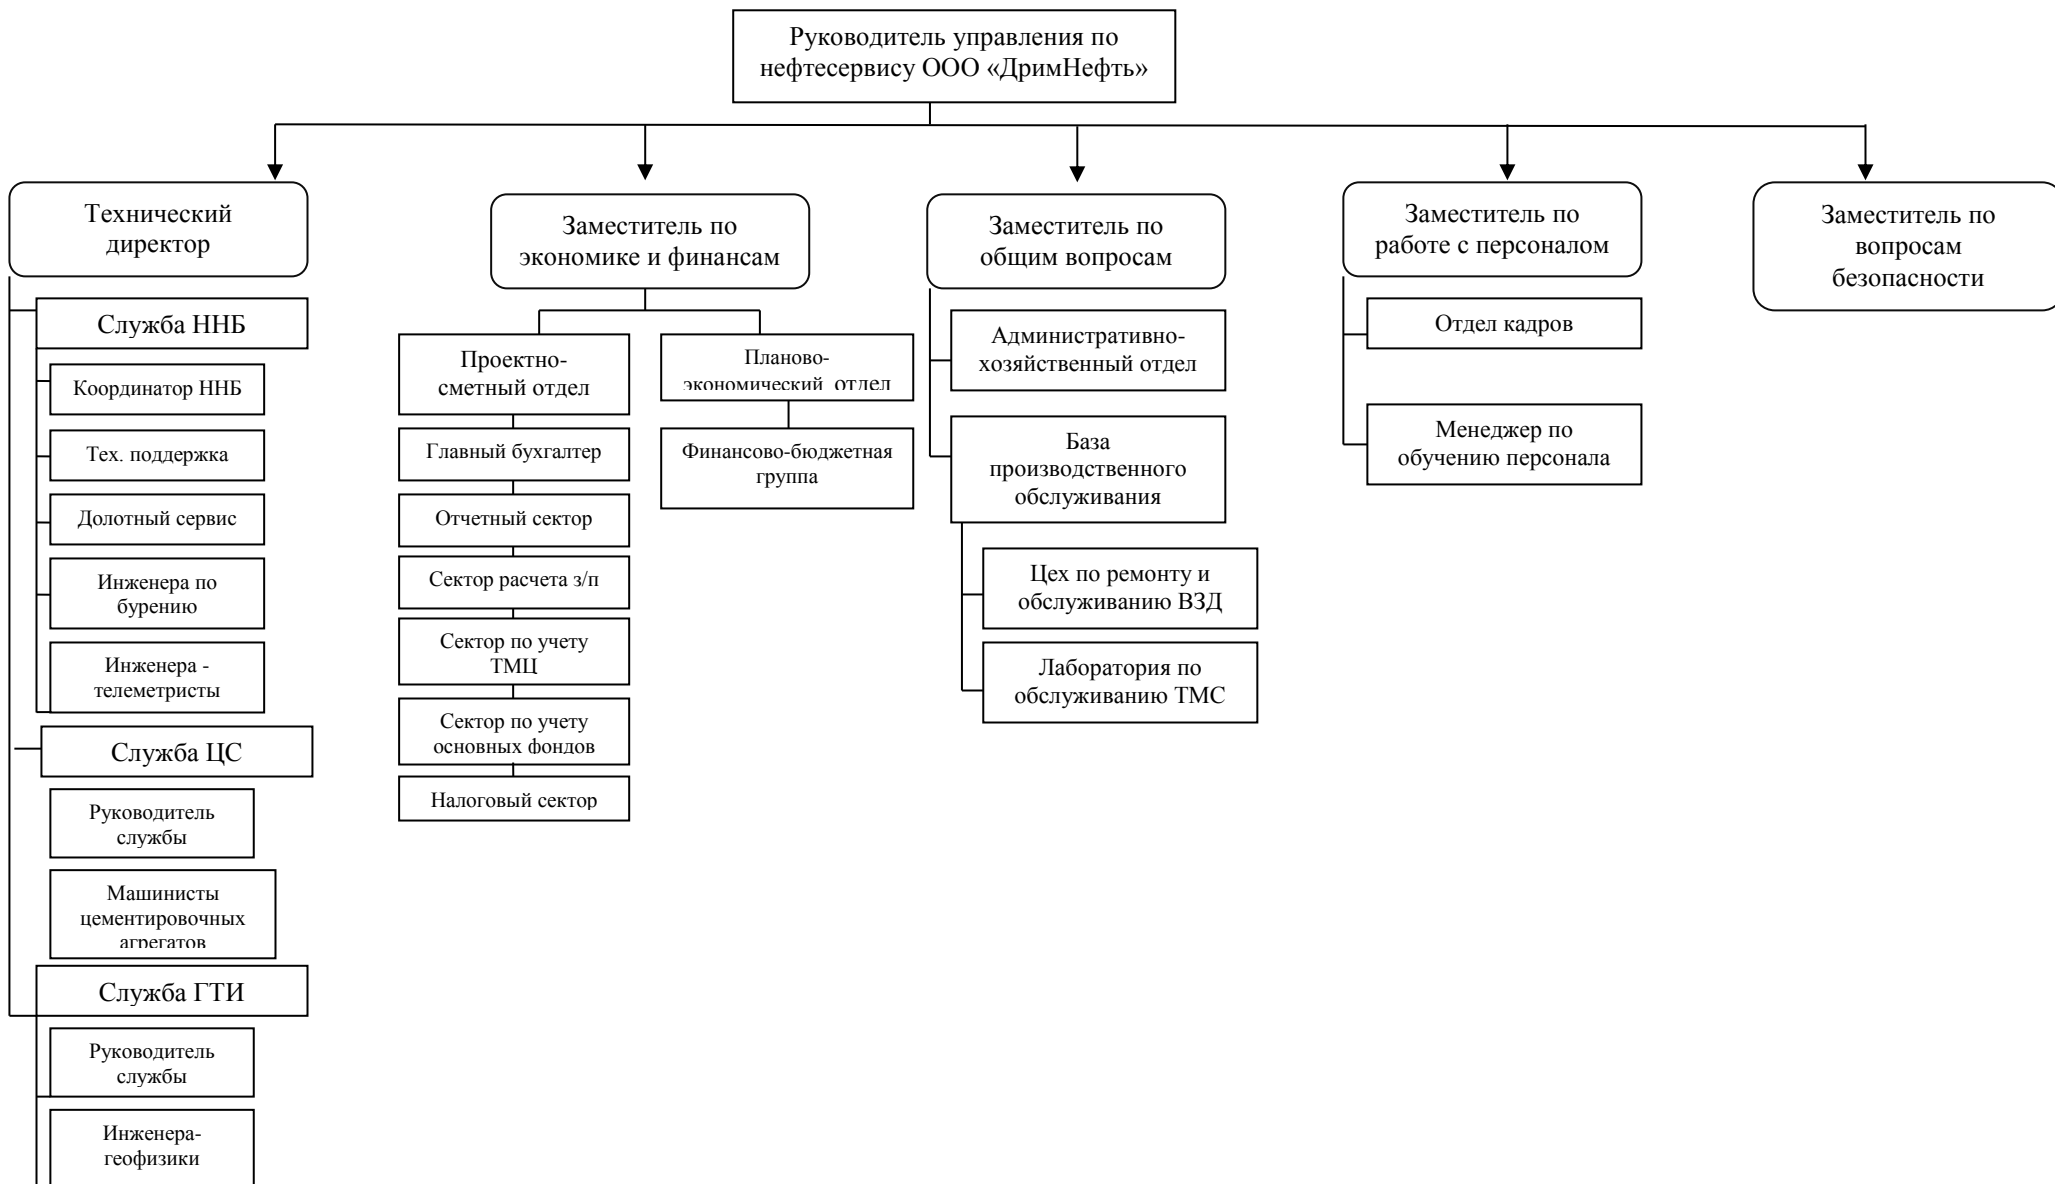 Руководитель управления по
нефтесервису ООО «ДримНефть»
Технический
директор
Служба ННБ
Координатор ННБ
Тех. поддержка
Долотный сервис
Инженера по
бурению
Инженера -
телеметристы
Служба ЦС
Руководитель
службы
Машинисты
цементировочных
агрегатов
Служба ГТИ
Руководитель
службы
Инженера-
геофизики
Заместитель по
экономике и финансам
Проектно-
сметный отдел
Главный бухгалтер
Отчетный сектор
Сектор расчета з/п
Сектор по учету
ТМЦ
Сектор по учету
основных фондов
Налоговый сектор
Планово-
экономический отдел
Финансово-бюджетная
группа
Заместитель по
общим вопросам
Административно-
хозяйственный отдел
База
производственного
обслуживания
Цех по ремонту и
обслуживанию ВЗД
Лаборатория по
обслуживанию ТМС
Заместитель по
работе с персоналом
Отдел кадров
Менеджер по
обучению персонала
Заместитель по
вопросам
безопасности